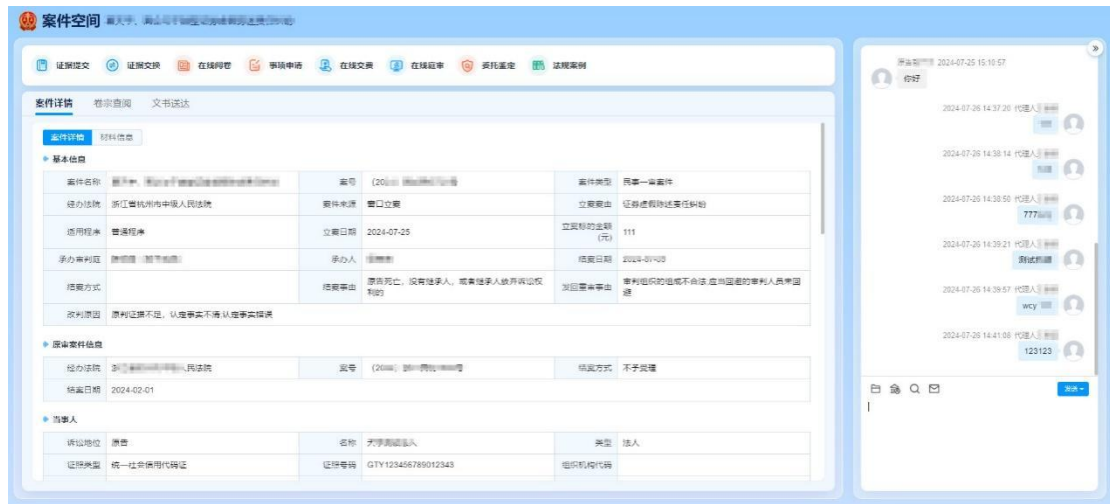 案件空间
证据提交 证据交换 在线阅卷 事项申请 在线交费 在线庭审 委托鉴定 法规案例
案件详情 卷宗查阅 文书送达
案件详情 材料信息
基本信息
案件名称 案号 (20 案件类型 民事一审案件
经办法院 浙江省杭州市中级人民法院 案件来源 窗口立案 立案案由 证券虚假陈述责任纠纷
适用程序 普通程序 立案日期 2024-07-25 立案标的金额(元) 111
承办审判庭 承办人 结案日期
结案方式 结案事由 原告死亡,没有继承人,或者继承人放弃诉讼权利的 发回重审事由 审判组织的组成不合法,应当回避的审判人员未回避
改判原因 原判证据不足,认定事实不清;认定事实错误
原审案件信息
经办法院 人民法院 案号 结案方式 不予受理
结案日期 2024-02-01
当事人
诉讼地位 原告 名称 类型 法人
证照类型 统一社会信用代码证 证照号码 GTY123456789012343 组织机构代码
2024-07-25 15:10:57
你好
2024-07-26 14:37:20 代理人
2024-07-26 14:38:14 代理人
2024-07-26 14:38:50 代理人
777
2024-07-26 14:39:21 代理人
2024-07-26 14:39:57 代理人
wcy
2024-07-26 14:41:08 代理人
123123
发送